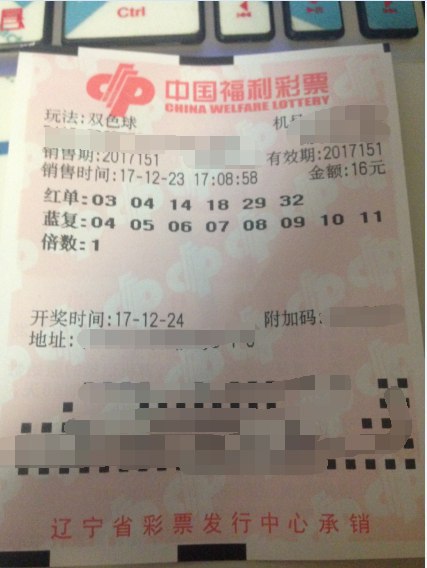 Ctrl
中国福利彩票
CHINA WELFARE LOTTERY
玩法:双色球 机号
销售期:2017151 有效期:2017151
销售时间:17-12-23 17:08:58 金额:16元
红单:03 04 14 18 29 32
蓝复:04 05 06 07 08 09 10 11
倍数:1
开奖时间:17-12-24 附加码:
地址:
辽宁省彩票发行中心承销